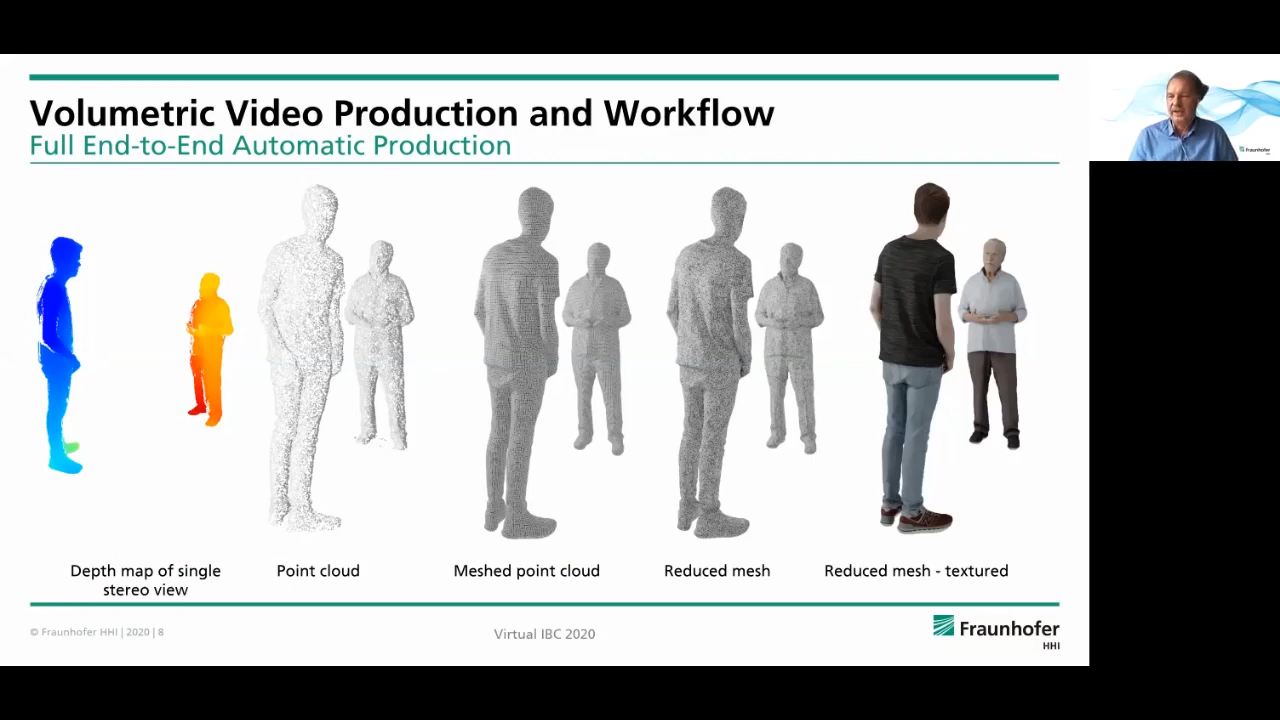 Volumetric Video Production and Workflow
Full End-to-End Automatic Production
Depth map of single
stereo view
Point cloud
Meshed point cloud
Reduced mesh
Reduced mesh - textured
© Fraunhofer HHI | 2020 | 8
Virtual IBC 2020
Fraunhofer
HHI
Fraunhofer